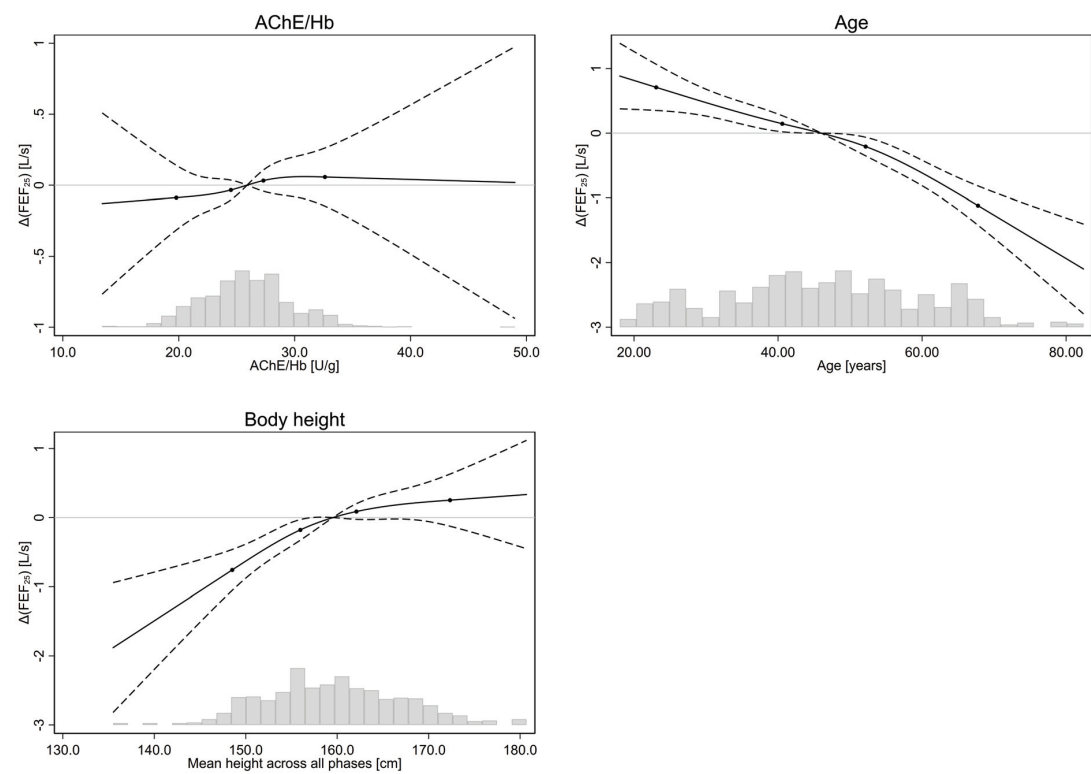 AChE/Hb
Δ(FEF₂₅) [L/s]
1
.5
0
-.5
-1
10.0 20.0 30.0 40.0 50.0
AChE/Hb [U/g]
Age
Δ(FEF₂₅) [L/s]
1
0
-1
-2
-3
20.00 40.00 60.00 80.00
Age [years]
Body height
Δ(FEF₂₅) [L/s]
1
0
-1
-2
-3
130.0 140.0 150.0 160.0 170.0 180.0
Mean height across all phases [cm]